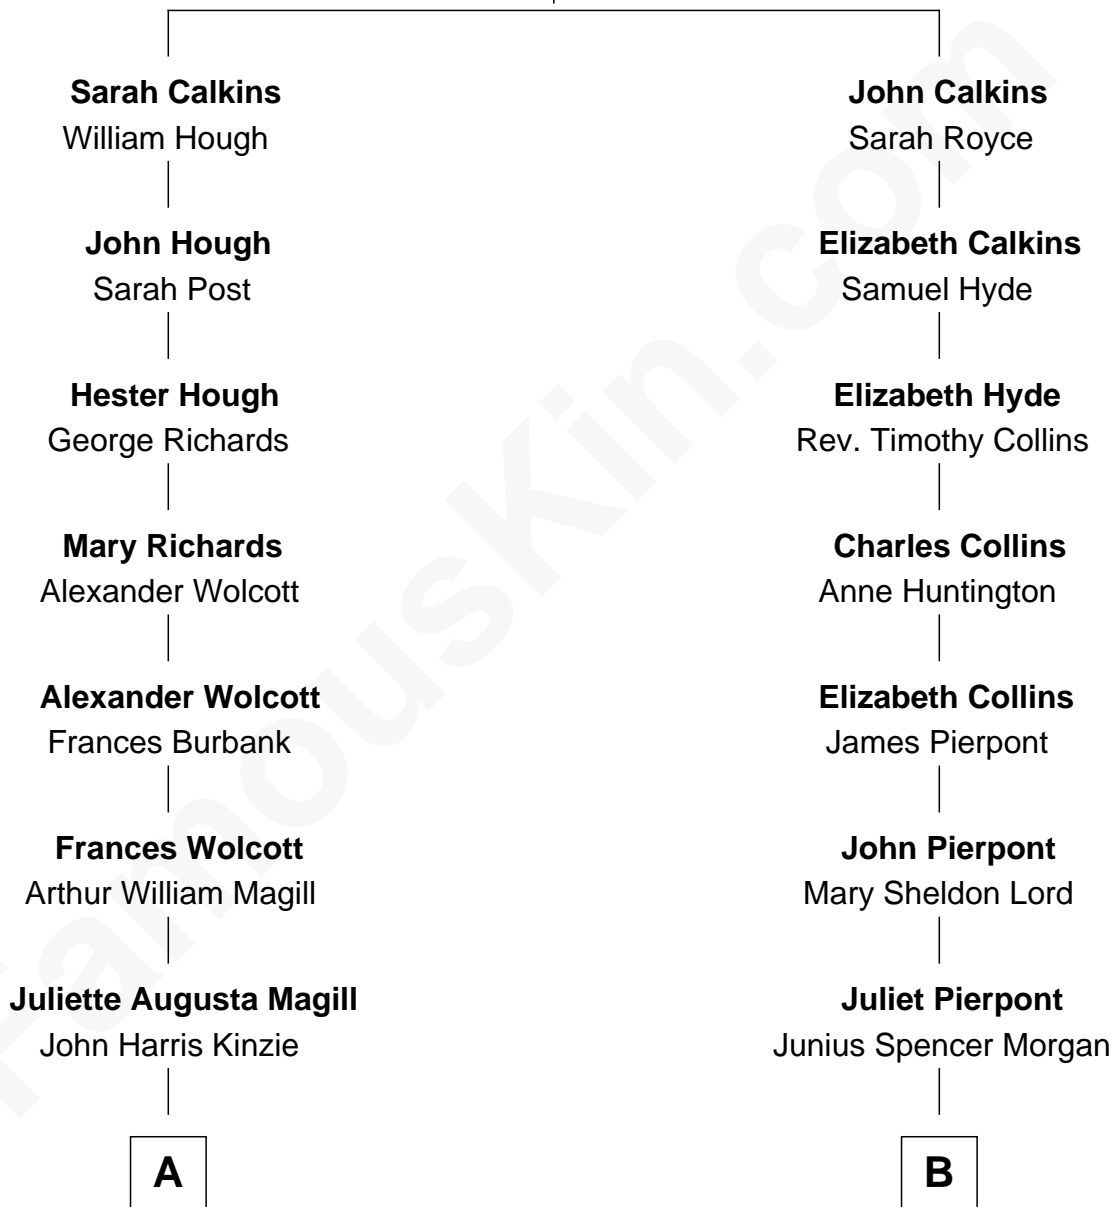 Sarah Calkins
William Hough
John Calkins
Sarah Royce
John Hough
Sarah Post
Elizabeth Calkins
Samuel Hyde
Hester Hough
George Richards
Elizabeth Hyde
Rev. Timothy Collins
Mary Richards
Alexander Wolcott
Charles Collins
Anne Huntington
Alexander Wolcott
Frances Burbank
Elizabeth Collins
James Pierpont
Frances Wolcott
Arthur William Magill
John Pierpont
Mary Sheldon Lord
Juliette Augusta Magill
John Harris Kinzie
Juliet Pierpont
Junius Spencer Morgan
A
B
FamousKin.com